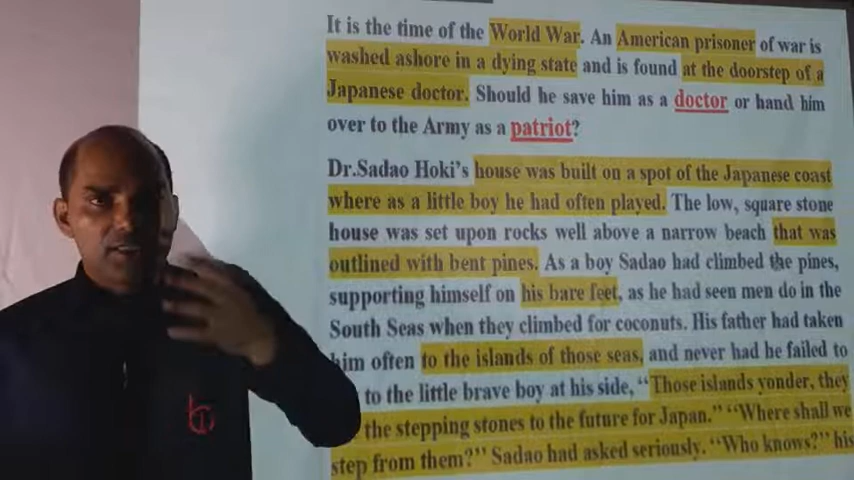 It is the time of the World War. An American prisoner of war is
washed ashore in a dying state and is found at the doorstep of a
Japanese doctor. Should he save him as a doctor or hand him
over to the Army as a patriot?
Dr.Sadao Hoki's house was built on a spot of the Japanese coast
where as a little boy he had often played. The low, square stone
house was set upon rocks well above a narrow beach that was
outlined with bent pines. As a boy Sadao had climbed the pines,
supporting himself on his bare feet, as he had seen men do in the
South Seas when they climbed for coconuts. His father had taken
him often to the islands of those seas, and never had he failed to
to the little brave boy at his side, “Those islands yonder, they
the stepping stones to the future for Japan.” “Where shall we
step from them?” Sadao had asked seriously. “Who knows?” his